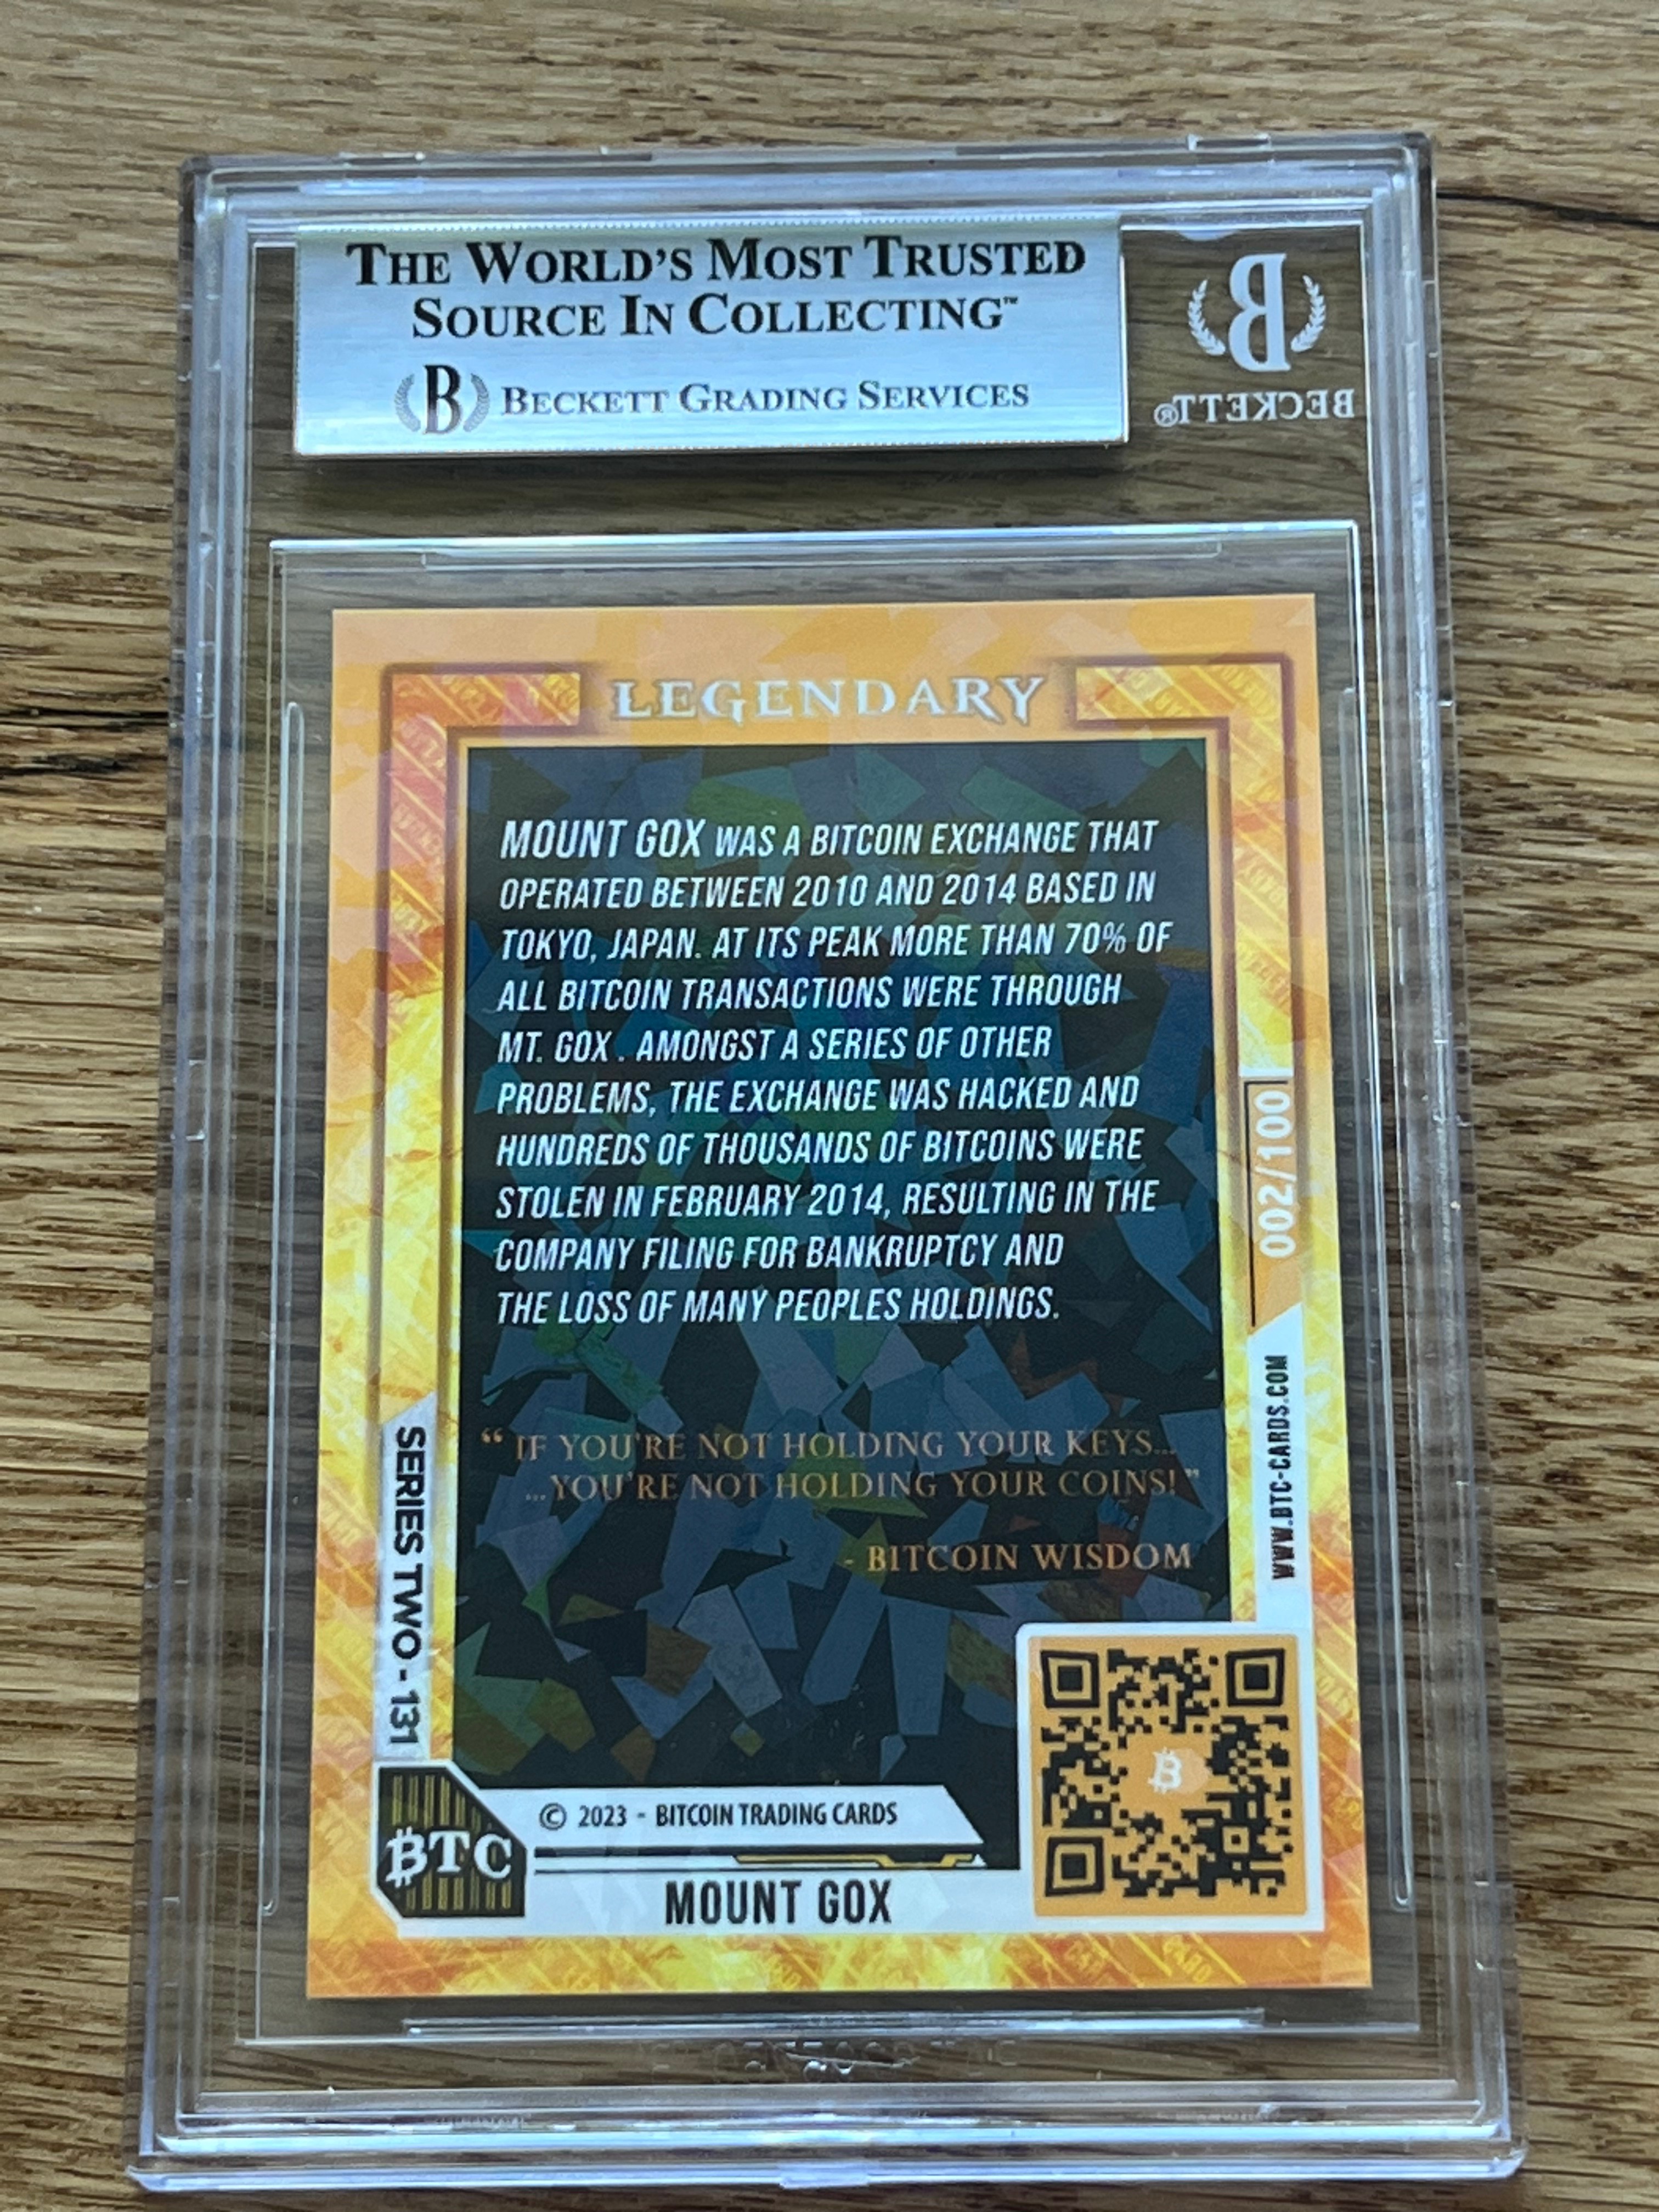 THE WORLD'S MOST TRUSTED
SOURCE IN COLLECTING™
B BECKETT GRADING SERVICES
B
BECKETT®
LEGENDARY
MOUNT GOX WAS A BITCOIN EXCHANGE THAT
OPERATED BETWEEN 2010 AND 2014 BASED IN
TOKYO, JAPAN. AT ITS PEAK MORE THAN 70% OF
ALL BITCOIN TRANSACTIONS WERE THROUGH
MT. GOX . AMONGST A SERIES OF OTHER
PROBLEMS, THE EXCHANGE WAS HACKED AND
HUNDREDS OF THOUSANDS OF BITCOINS WERE
STOLEN IN FEBRUARY 2014, RESULTING IN THE
COMPANY FILING FOR BANKRUPTCY AND
THE LOSS OF MANY PEOPLES HOLDINGS.
“ IF YOU'RE NOT HOLDING YOUR KEYS...
...YOU'RE NOT HOLDING YOUR COINS!”
- BITCOIN WISDOM
002/100
WWW.BTC-CARDS.COM
SERIES TWO - 131
₿TC
© 2023 - BITCOIN TRADING CARDS
MOUNT GOX